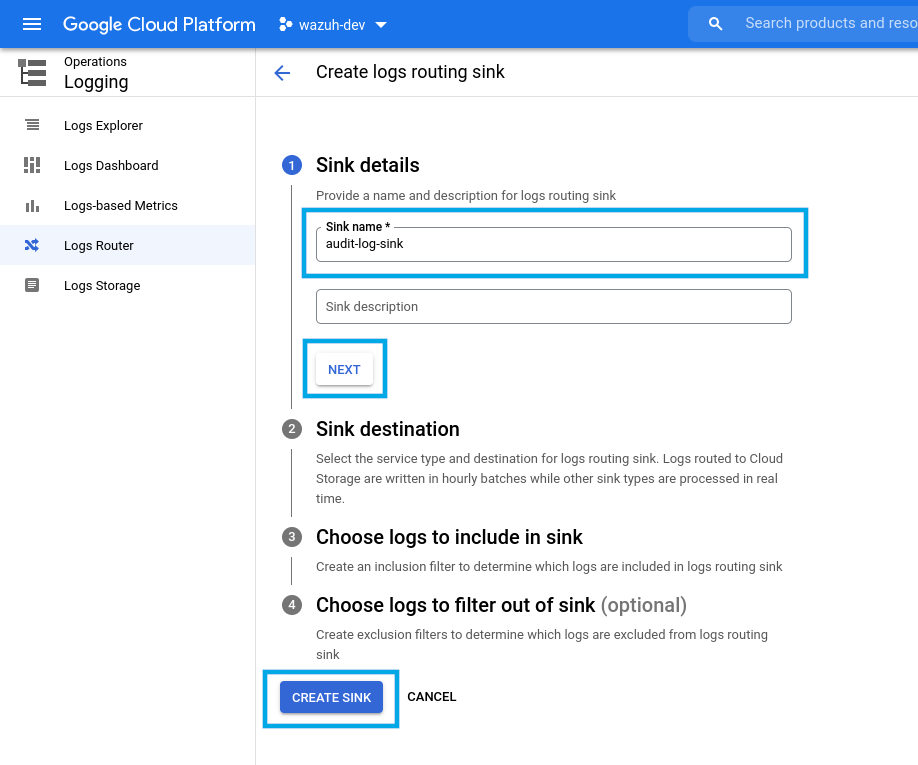 Google Cloud Platform
wazuh-dev
Search products and reso
Operations
Logging
Create logs routing sink
Logs Explorer
Logs Dashboard
Logs-based Metrics
Logs Router
Logs Storage
1
Sink details
Provide a name and description for logs routing sink
Sink name *
audit-log-sink
Sink description
NEXT
2
Sink destination
Select the service type and destination for logs routing sink. Logs routed to Cloud
Storage are written in hourly batches while other sink types are processed in real
time.
3
Choose logs to include in sink
Create an inclusion filter to determine which logs are included in logs routing sink
4
Choose logs to filter out of sink (optional)
Create exclusion filters to determine which logs are excluded from logs routing
sink
CREATE SINK
CANCEL